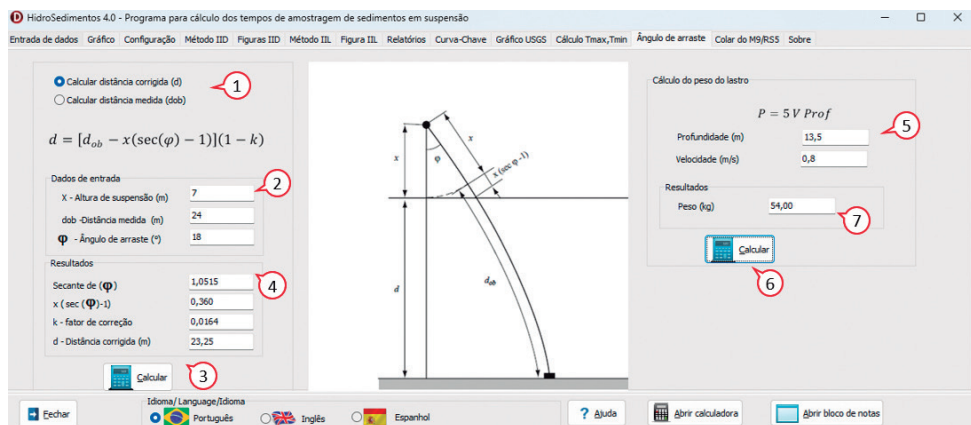 HidroSedimentos 4.0 - Programa para cálculo dos tempos de amostragem de sedimentos em suspensão
Entrada de dados Gráfico Configuração Método IID Figuras IID Método IIL Figura IIL Relatórios Curva-Chave Gráfico USGS Cálculo Tmax,Tmin Ângulo de arraste Colar do M9/RS5 Sobre
Calcular distância corrigida (d)
Calcular distância medida (dob)
1
d = [d_ob − x(sec(φ) − 1)](1 − k)
Dados de entrada
X - Altura de suspensão (m) 7
2
dob -Distância medida (m) 24
φ - Ângulo de arraste (º) 18
Resultados
Secante de (φ) 1,0515
4
x ( sec (φ)-1) 0,360
k - fator de correção 0,0164
d - Distância corrigida (m) 23,25
Calcular
3
x
φ
x
x (sec φ -1)
d
d_ob
Cálculo do peso do lastro
P = 5 V Prof
Profundidade (m) 13,5
5
Velocidade (m/s) 0,8
Resultados
Peso (kg) 54,00
7
Calcular
6
Fechar
Idioma/Language/Idioma
Português Inglês Espanhol
? Ajuda
Abrir calculadora
Abrir bloco de notas